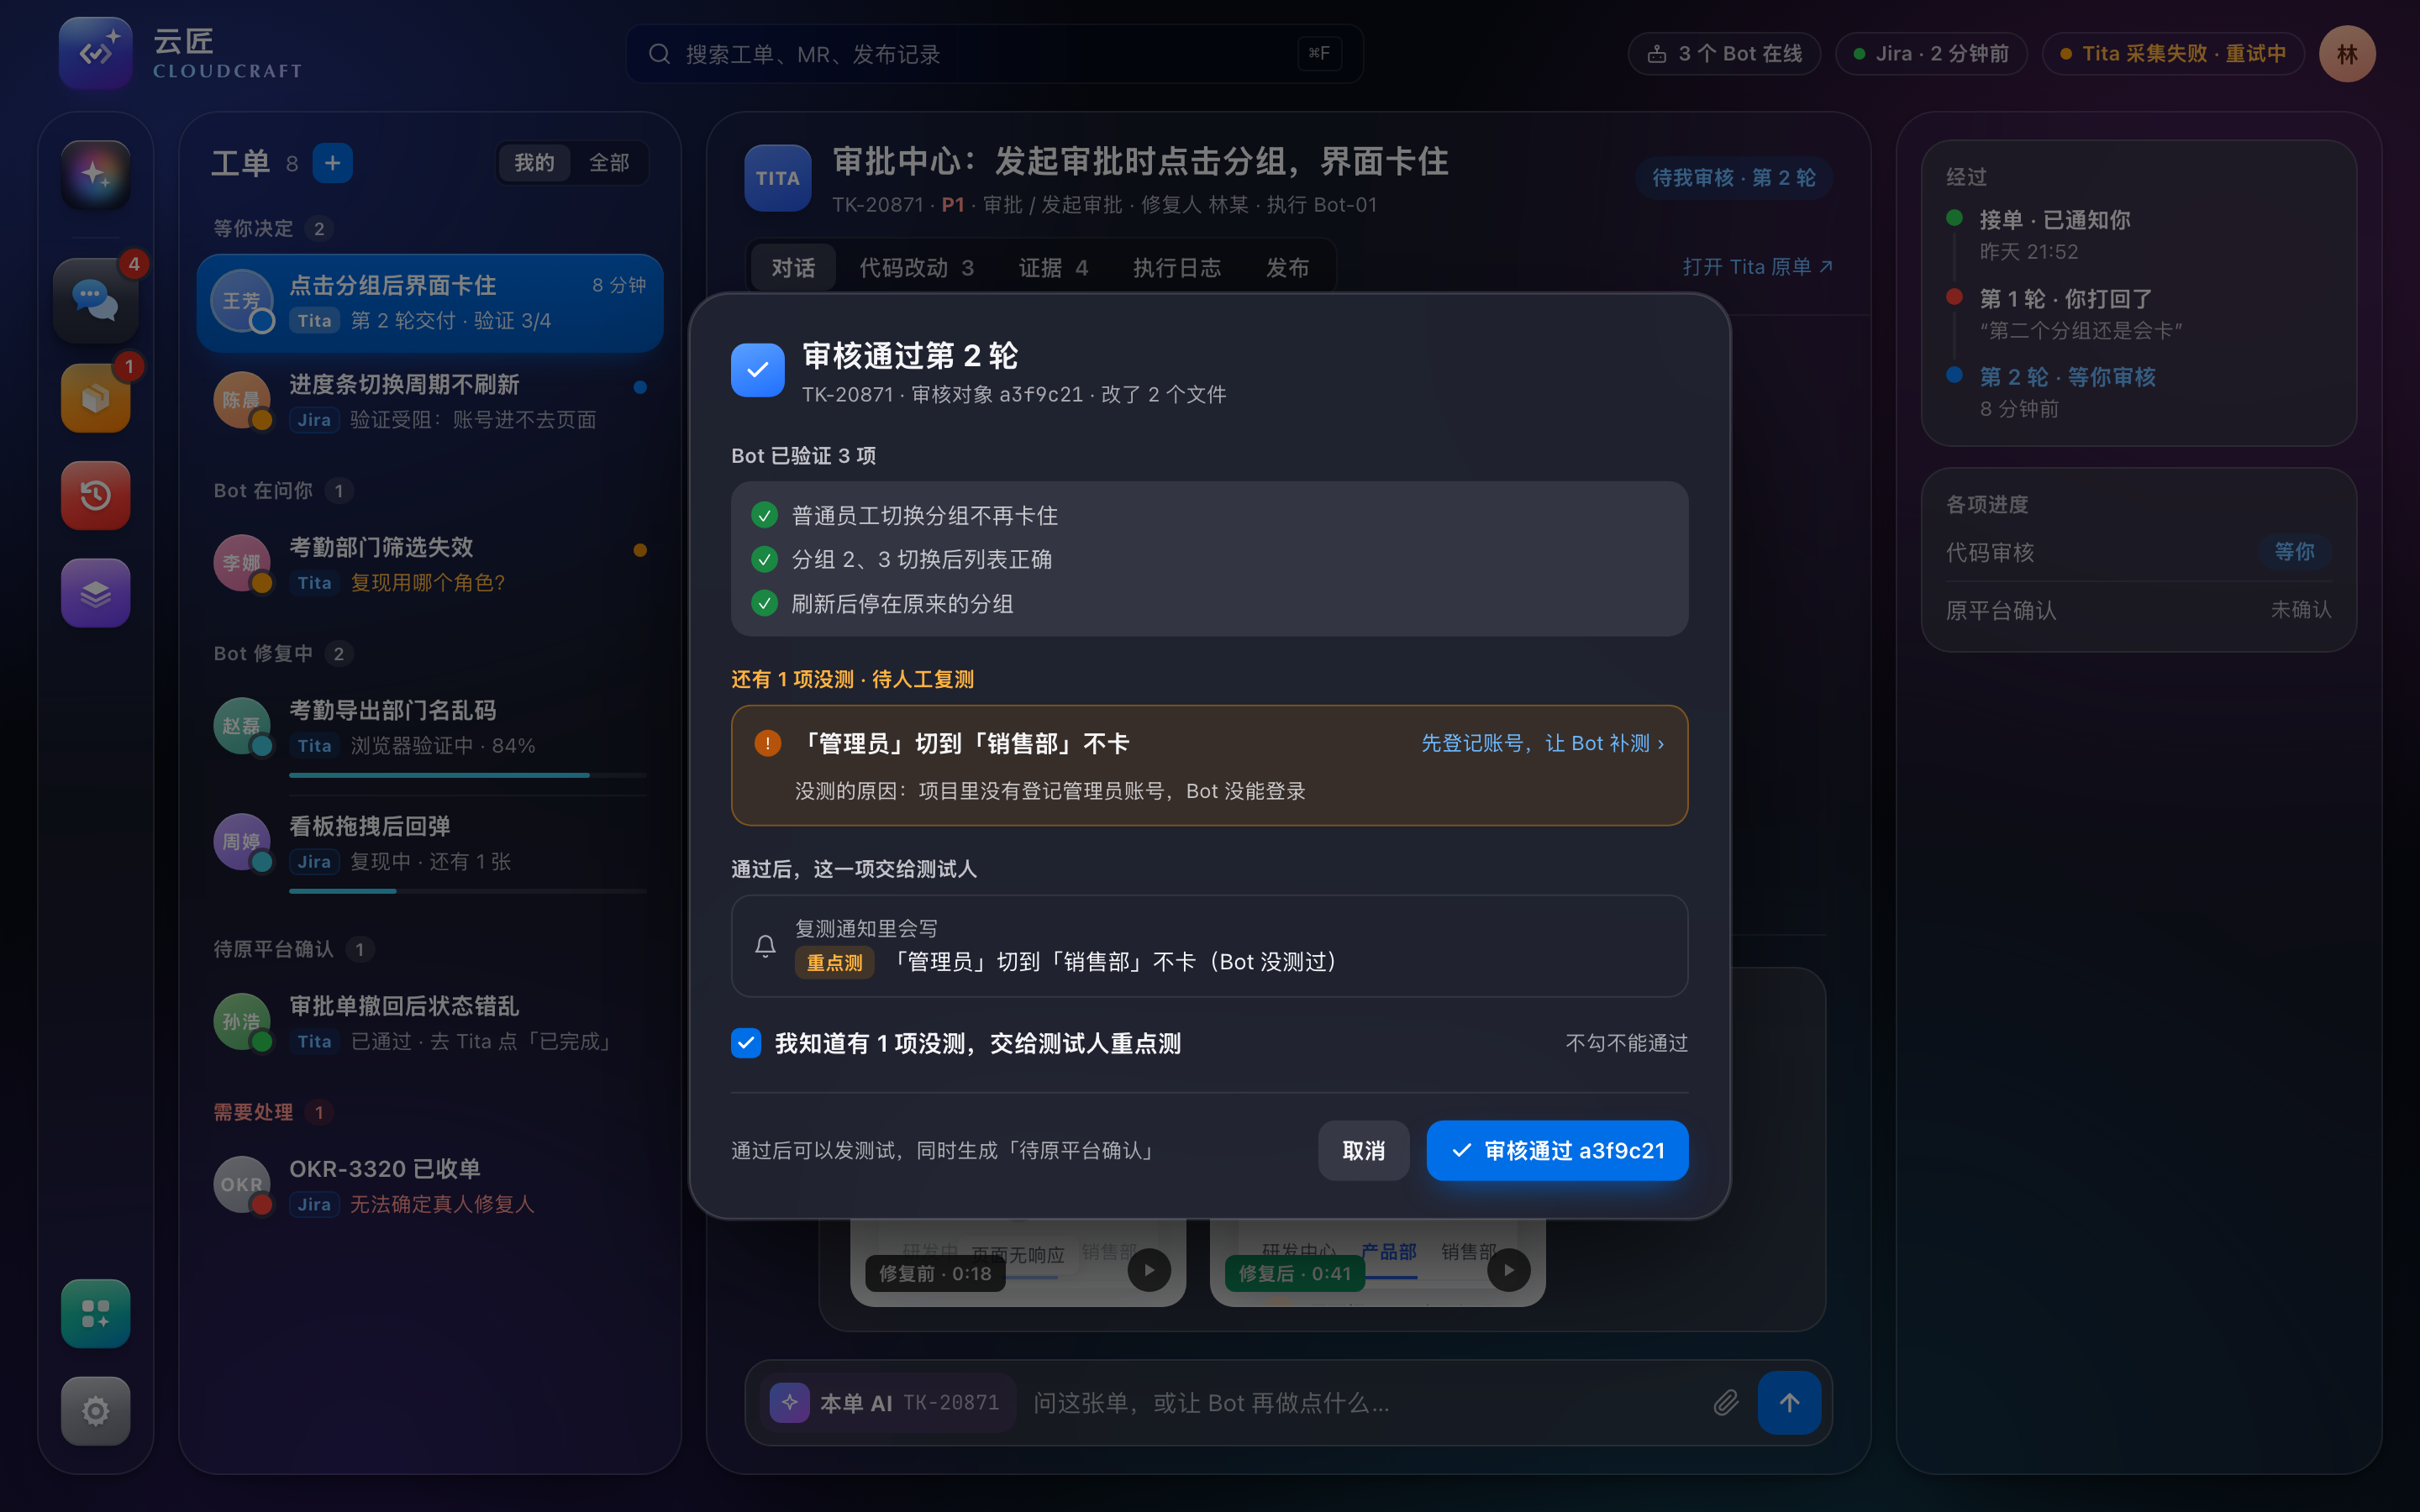 云匠
CLOUDCRAFT
搜索工单、MR、发布记录
⌘F
3 个 Bot 在线
Jira · 2 分钟前
Tita 采集失败 · 重试中
林
4
1
工单 8
我的 全部
等你决定 2
王芳
点击分组后界面卡住
8 分钟
Tita 第 2 轮交付 · 验证 3/4
陈晨
进度条切换周期不刷新
Jira 验证受阻：账号进不去页面
Bot 在问你 1
李娜
考勤部门筛选失效
Tita 复现用哪个角色？
Bot 修复中 2
赵磊
考勤导出部门名乱码
Tita 浏览器验证中 · 84%
周婷
看板拖拽后回弹
Jira 复现中 · 还有 1 张
待原平台确认 1
孙浩
审批单撤回后状态错乱
Tita 已通过 · 去 Tita 点「已完成」
需要处理 1
OKR
OKR-3320 已收单
Jira 无法确定真人修复人
TITA
审批中心：发起审批时点击分组，界面卡住
TK-20871 · P1 · 审批 / 发起审批 · 修复人 林某 · 执行 Bot-01
待我审核 · 第 2 轮
对话 代码改动 3 证据 4 执行日志 发布
打开 Tita 原单 ↗
审核通过第 2 轮
TK-20871 · 审核对象 a3f9c21 · 改了 2 个文件
Bot 已验证 3 项
普通员工切换分组不再卡住
分组 2、3 切换后列表正确
刷新后停在原来的分组
还有 1 项没测 · 待人工复测
「管理员」切到「销售部」不卡
先登记账号，让 Bot 补测 ›
没测的原因：项目里没有登记管理员账号，Bot 没能登录
通过后，这一项交给测试人
复测通知里会写
重点测 「管理员」切到「销售部」不卡（Bot 没测过）
我知道有 1 项没测，交给测试人重点测
不勾不能通过
通过后可以发测试，同时生成「待原平台确认」
取消
审核通过 a3f9c21
研发中 页面无响应 销售部
修复前 · 0:18
研发中心 产品部 销售部
修复后 · 0:41
本单 AI TK-20871 问这张单，或让 Bot 再做点什么…
经过
接单 · 已通知你
昨天 21:52
第 1 轮 · 你打回了
“第二个分组还是会卡”
第 2 轮 · 等你审核
8 分钟前
各项进度
代码审核 等你
原平台确认 未确认